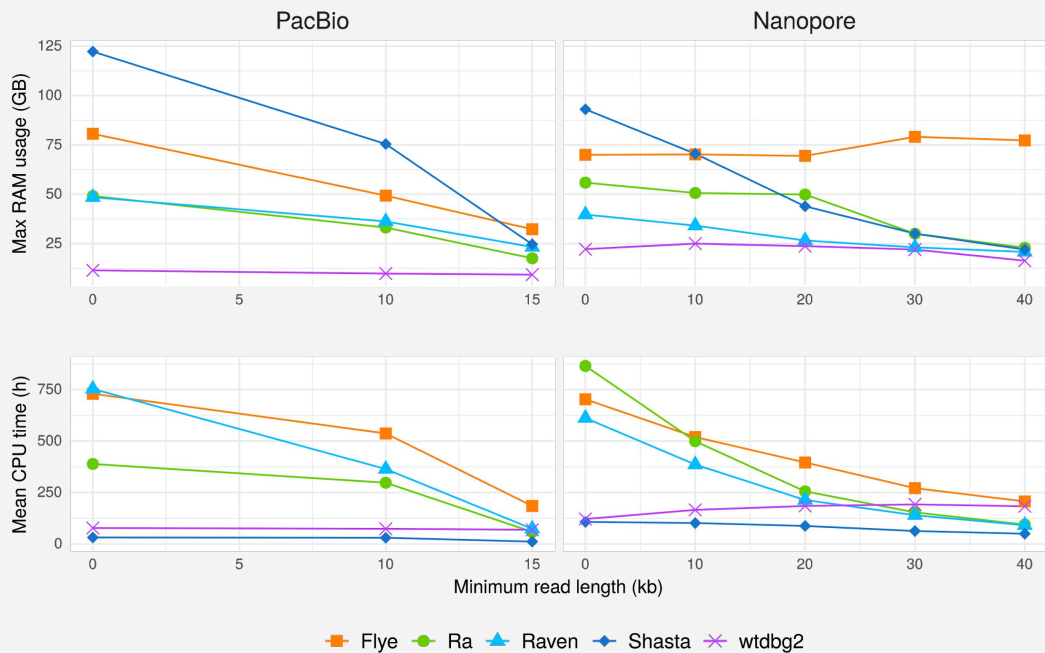 PacBio
Nanopore
Max RAM usage (GB)
125
100
75
50
25
0 5 10 15
0 10 20 30 40
Mean CPU time (h)
750
500
250
0
0 5 10 15
0 10 20 30 40
Minimum read length (kb)
Flye Ra Raven Shasta wtdbg2